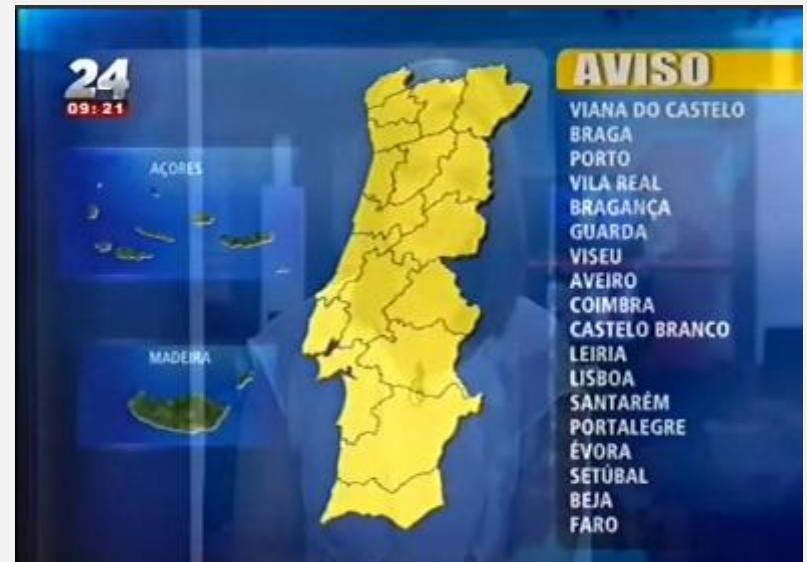 24
09:21
AÇORES
MADEIRA
AVISO
VIANA DO CASTELO
BRAGA
PORTO
VILA REAL
BRAGANÇA
GUARDA
VISEU
AVEIRO
COIMBRA
CASTELO BRANCO
LEIRIA
LISBOA
SANTARÉM
PORTALEGRE
ÉVORA
SETÚBAL
BEJA
FARO